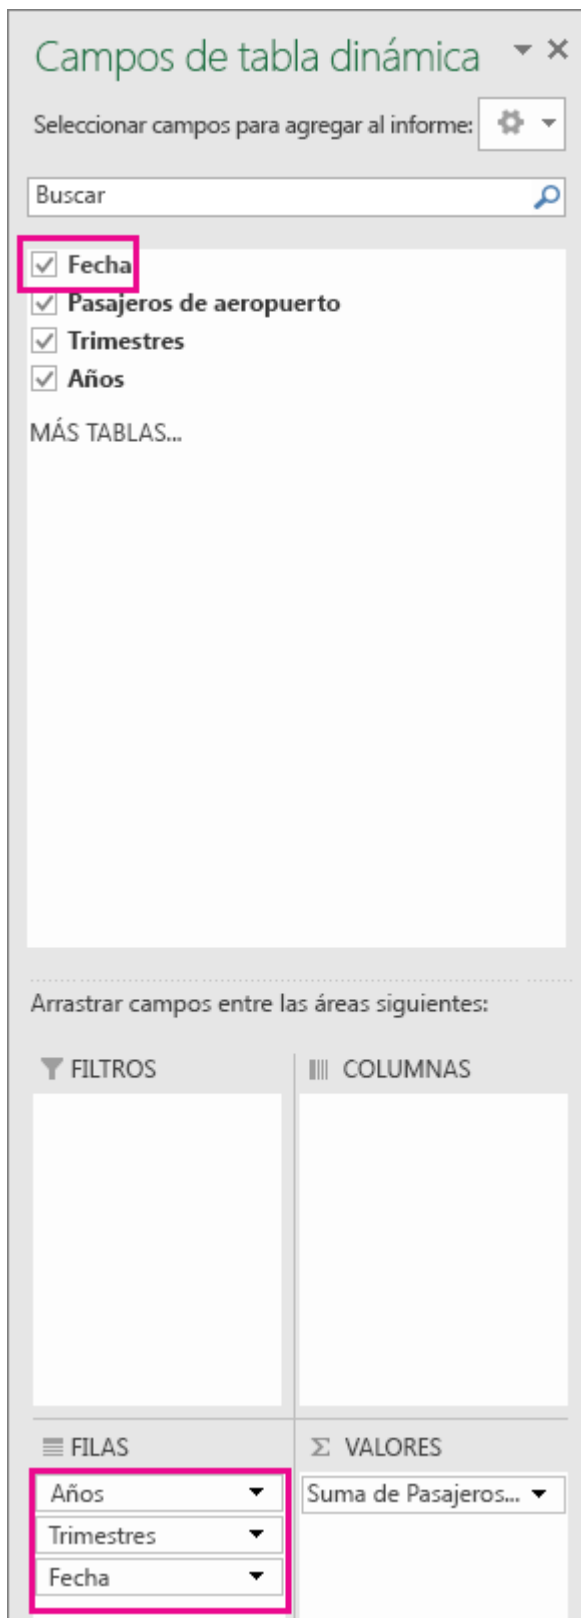 Campos de tabla dinámica
Seleccionar campos para agregar al informe:
Buscar
Fecha
Pasajeros de aeropuerto
Trimestres
Años
MÁS TABLAS...
Arrastrar campos entre las áreas siguientes:
FILTROS
COLUMNAS
FILAS
Años
Trimestres
Fecha
Σ VALORES
Suma de Pasajeros...